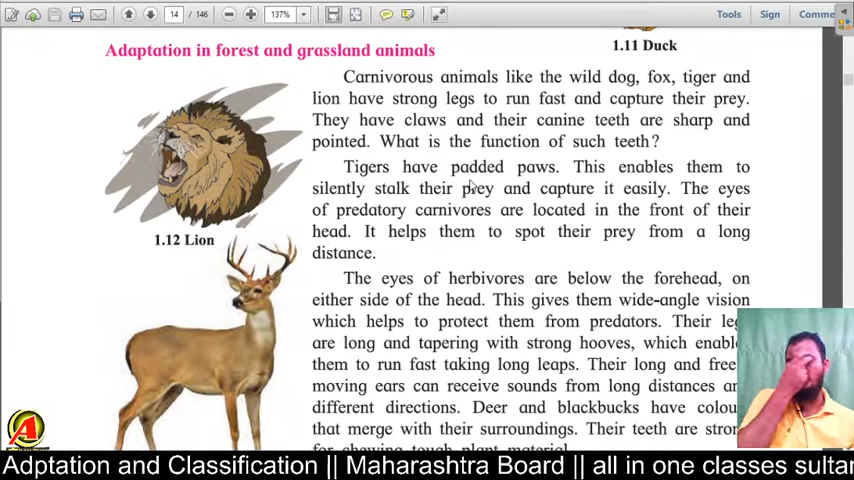 14 / 146
137%
Tools
Sign
Comme
Adaptation in forest and grassland animals
1.11 Duck
Carnivorous animals like the wild dog, fox, tiger and
lion have strong legs to run fast and capture their prey.
They have claws and their canine teeth are sharp and
pointed. What is the function of such teeth?
Tigers have padded paws. This enables them to
silently stalk their prey and capture it easily. The eyes
of predatory carnivores are located in the front of their
head. It helps them to spot their prey from a long
distance.
1.12 Lion
The eyes of herbivores are below the forehead, on
either side of the head. This gives them wide-angle vision
which helps to protect them from predators. Their leg
are long and tapering with strong hooves, which enabl
them to run fast taking long leaps. Their long and free
moving ears can receive sounds from long distances an
different directions. Deer and blackbucks have colou
that merge with their surroundings. Their teeth are stron
for chewing tough plant material.
A
Adptation and Classification || Maharashtra Board || all in one classes sultan